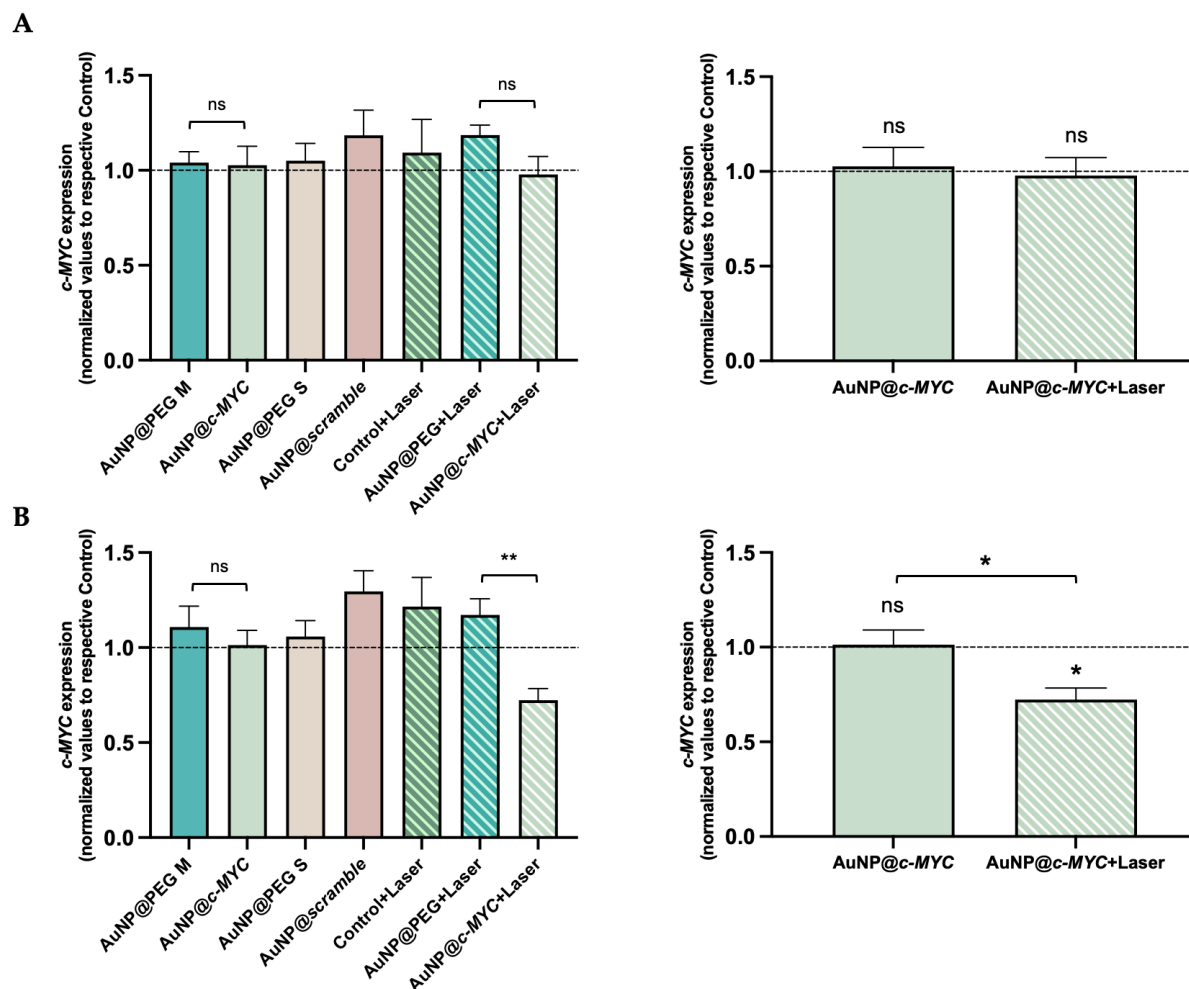 A
c-MYC expression
(normalized values to respective Control)
1.5
1.0
0.5
0.0
ns
ns
AuNP@PEG M
AuNP@c-MYC
AuNP@PEG S
AuNP@scramble
Control+Laser
AuNP@PEG+Laser
AuNP@c-MYC+Laser
c-MYC expression
(normalized values to respective Control)
1.5
1.0
0.5
0.0
ns
ns
AuNP@c-MYC
AuNP@c-MYC+Laser
B
c-MYC expression
(normalized values to respective Control)
1.5
1.0
0.5
0.0
ns
**
AuNP@PEG M
AuNP@c-MYC
AuNP@PEG S
AuNP@scramble
Control+Laser
AuNP@PEG+Laser
AuNP@c-MYC+Laser
c-MYC expression
(normalized values to respective Control)
1.5
1.0
0.5
0.0
*
ns
*
AuNP@c-MYC
AuNP@c-MYC+Laser